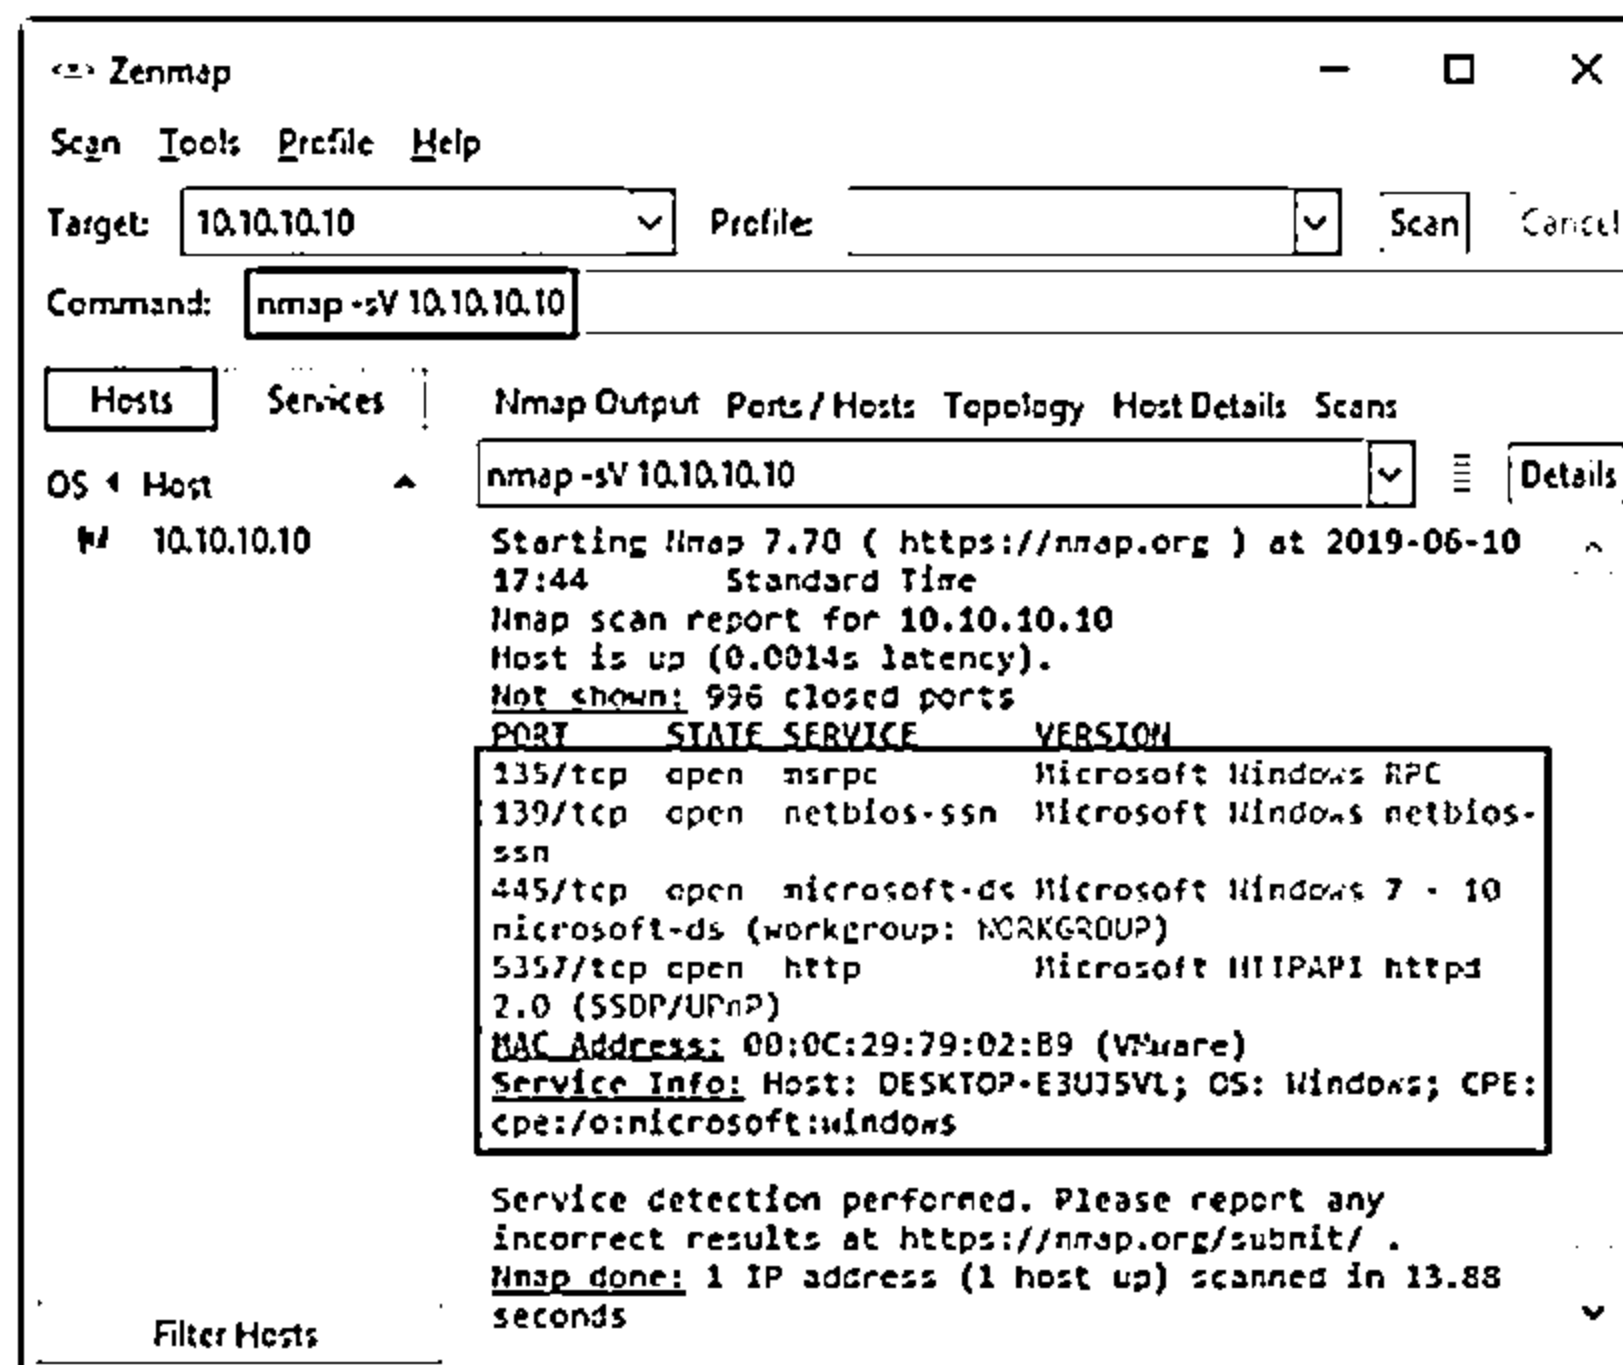 Zenmap
Scan Tools Profile Help
Target: 10.10.10.10 Profile: Scan Cancel
Command: nmap -sV 10.10.10.10
Hosts Services
Nmap Output Ports / Hosts Topology Host Details Scans
OS Host
nmap -sV 10.10.10.10 Details
10.10.10.10
Starting Nmap 7.70 ( https://nmap.org ) at 2019-06-10
17:44 Standard Time
Nmap scan report for 10.10.10.10
Host is up (0.0014s latency).
Not shown: 996 closed ports
PORT STATE SERVICE VERSION
135/tcp open msrpc Microsoft Windows RPC
139/tcp open netbios-ssn Microsoft Windows netbios-
ssn
445/tcp open microsoft-ds Microsoft Windows 7 - 10
microsoft-ds (workgroup: WORKGROUP)
5357/tcp open http Microsoft HTTPAPI httpd
2.0 (SSDP/UPnP)
MAC Address: 00:0C:29:79:02:B9 (VMware)
Service Info: Host: DESKTOP-E3UJ5VL; OS: Windows; CPE:
cpe:/o:microsoft:windows
Service detection performed. Please report any
incorrect results at https://nmap.org/submit/ .
Nmap done: 1 IP address (1 host up) scanned in 13.88
seconds
Filter Hosts